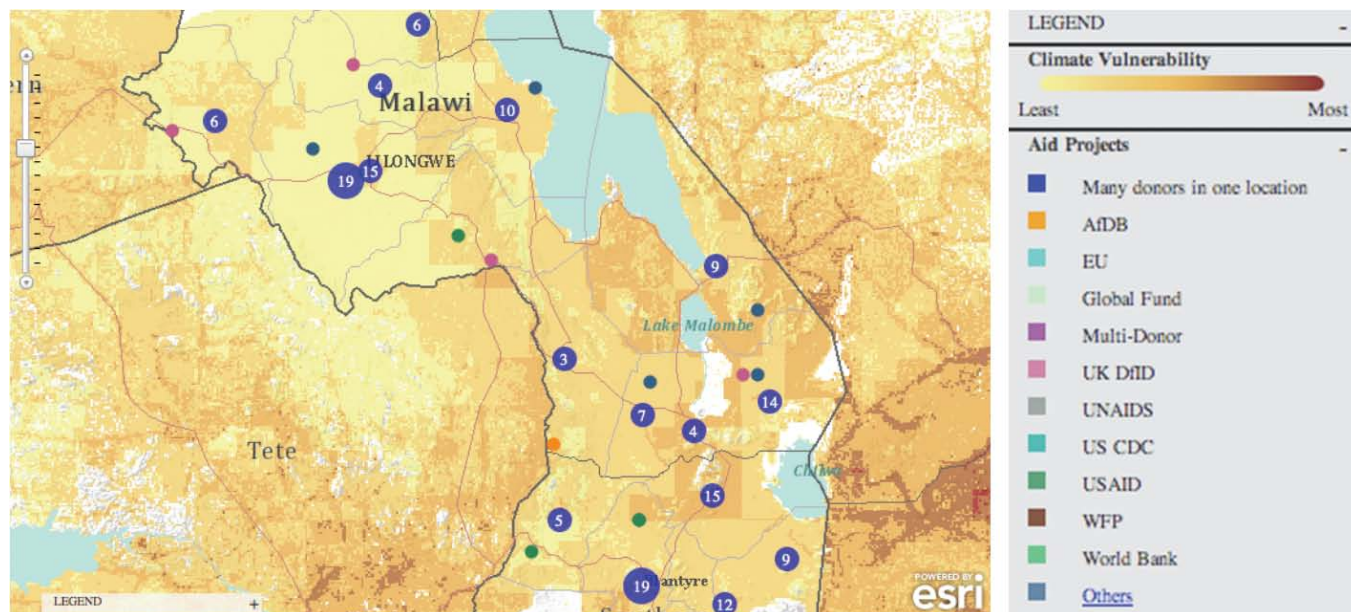 6
4
Malawi
ern
10
6
LILONGWE
15
19
9
Lake Malombe
3
14
7
4
Tete
Chilwa
15
5
9
19
Blantyre
12
POWERED BY
esri
LEGEND +
LEGEND -
Climate Vulnerability
Least Most
Aid Projects -
Many donors in one location
AfDB
EU
Global Fund
Multi-Donor
UK DfID
UNAIDS
US CDC
USAID
WFP
World Bank
Others